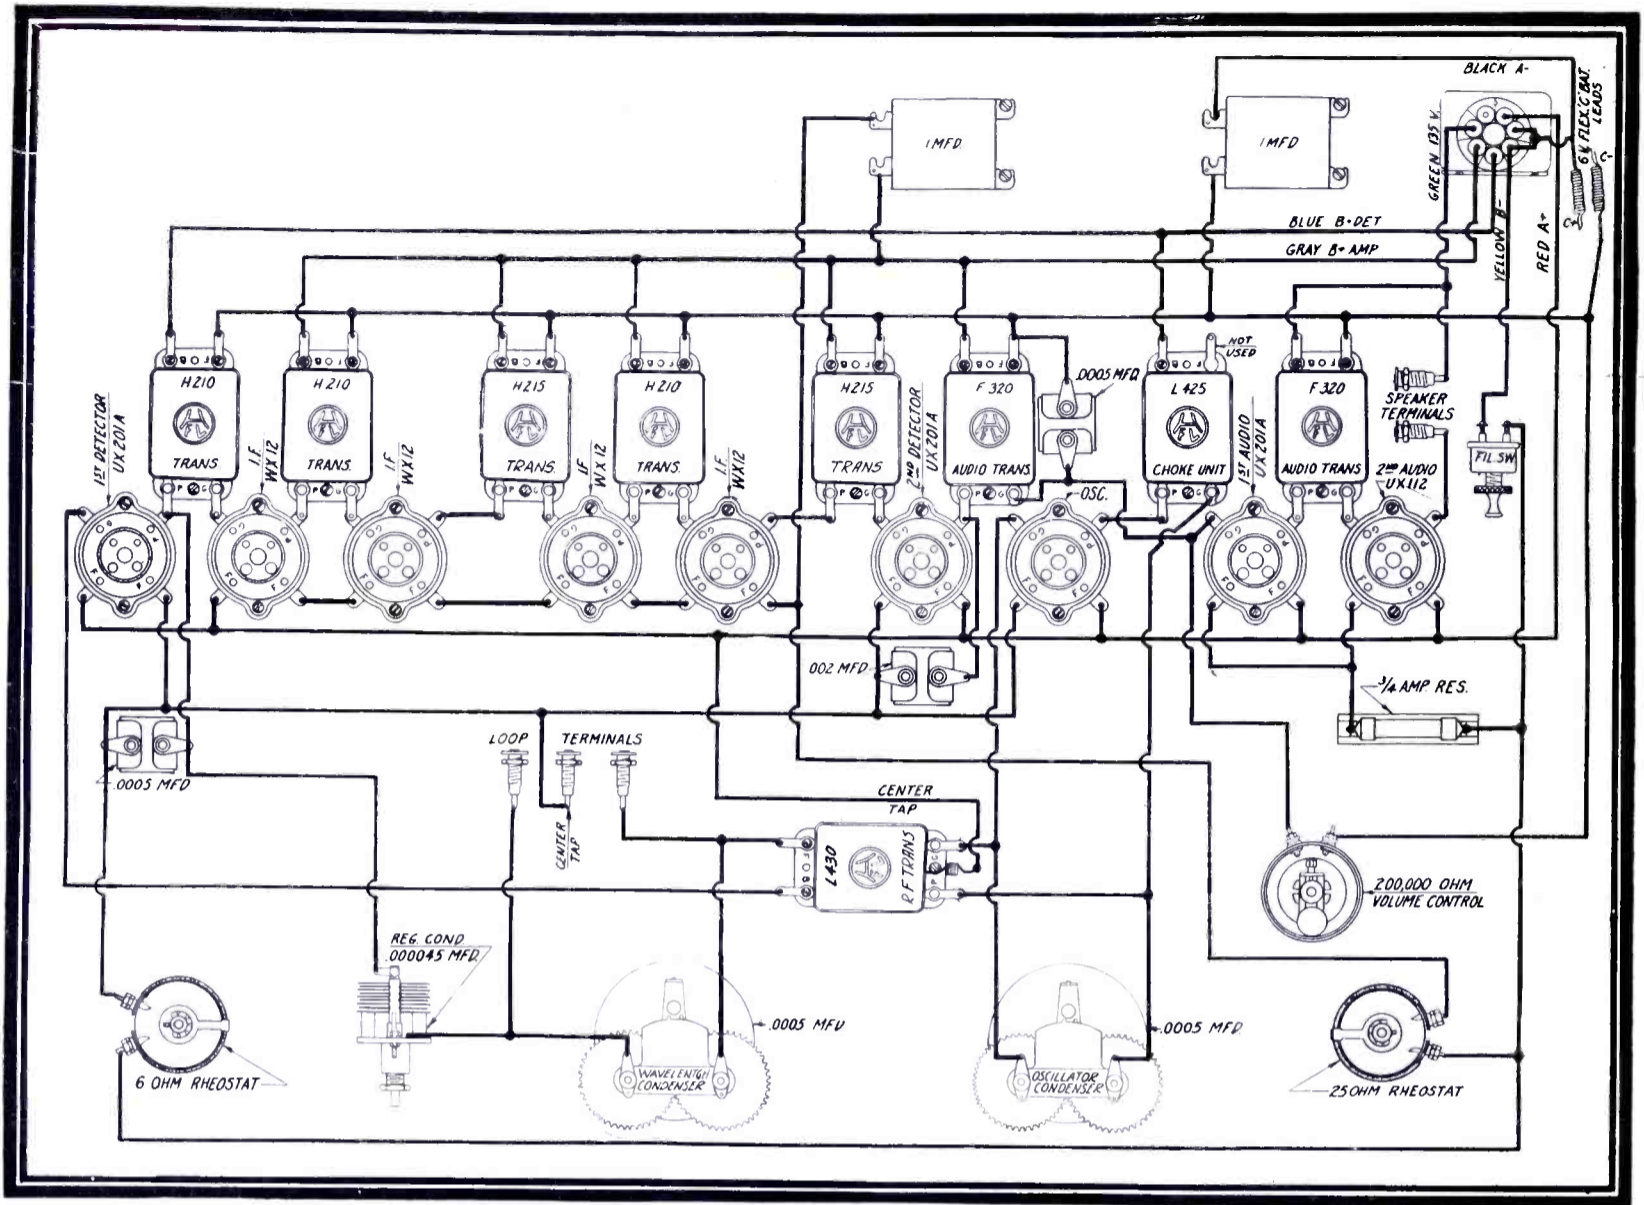 BLACK A-
6 V. FLEX. "C" BAT.
LEADS
GREEN 135 V.
C-
C+
1 MFD.
1 MFD
BLUE B+DET
GRAY B+ AMP
YELLOW B-
RED A+
NOT
USED
H210
TRANS.
H210
TRANS.
H215
TRANS.
H210
TRANS.
H215
TRANS
F 320
AUDIO TRANS
.0005 MFD
L 425
CHOKE UNIT
F 320
AUDIO TRANS
SPEAKER
TERMINALS
FIL. SW.
1ST DETECTOR
UX201A
I.F.
WX12
I.F.
WX12
I.F.
WX12
I.F.
WX12
2ND DETECTOR
UX201A
OSC.
1ST AUDIO
UX201A
2ND AUDIO
UX112
.002 MFD
3/4 AMP. RES.
.0005 MFD
LOOP TERMINALS
CENTER
TAP
CENTER
TAP
L430
R F TRANS
200,000 OHM
VOLUME CONTROL
REG. COND.
.000045 MFD.
6 OHM RHEOSTAT
WAVELENTGH
CONDENSER
.0005 MFD
OSCILLATOR
CONDENSER
.0005 MFD.
25 OHM RHEOSTAT